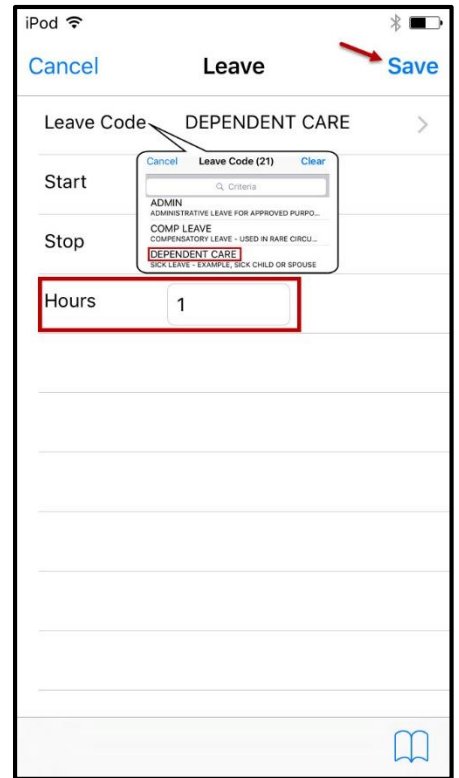 iPod
Cancel Leave Save
Leave Code DEPENDENT CARE
Cancel Leave Code (21) Clear
Criteria
Start
ADMIN
ADMINISTRATIVE LEAVE FOR APPROVED PURPO...
COMP LEAVE
COMPENSATORY LEAVE - USED IN RARE CIRCU...
Stop
DEPENDENT CARE
SICK LEAVE - EXAMPLE, SICK CHILD OR SPOUSE
Hours 1